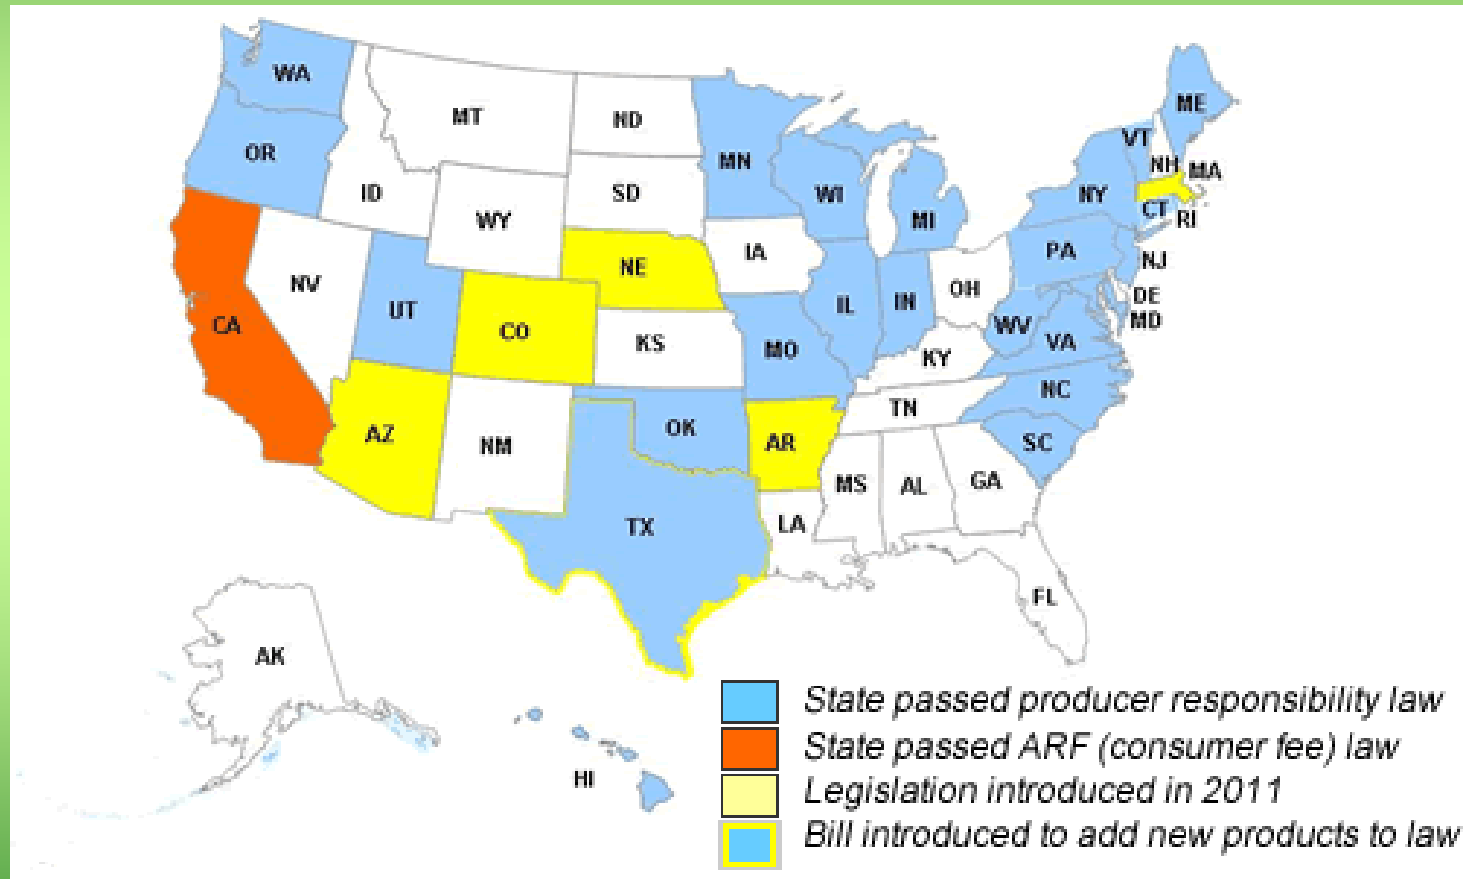 WA
MT
ND
ME
VT
OR
MN
NH
MA
ID
SD
WI
NY
WY
MI
CT
RI
IA
PA
NE
NJ
NV
OH
DE
UT
IL
IN
MD
CA
CO
WV
KS
MO
VA
KY
NC
TN
AZ
OK
AR
SC
NM
MS
AL
GA
TX
LA
FL
AK
HI
State passed producer responsibility law
State passed ARF (consumer fee) law
Legislation introduced in 2011
Bill introduced to add new products to law